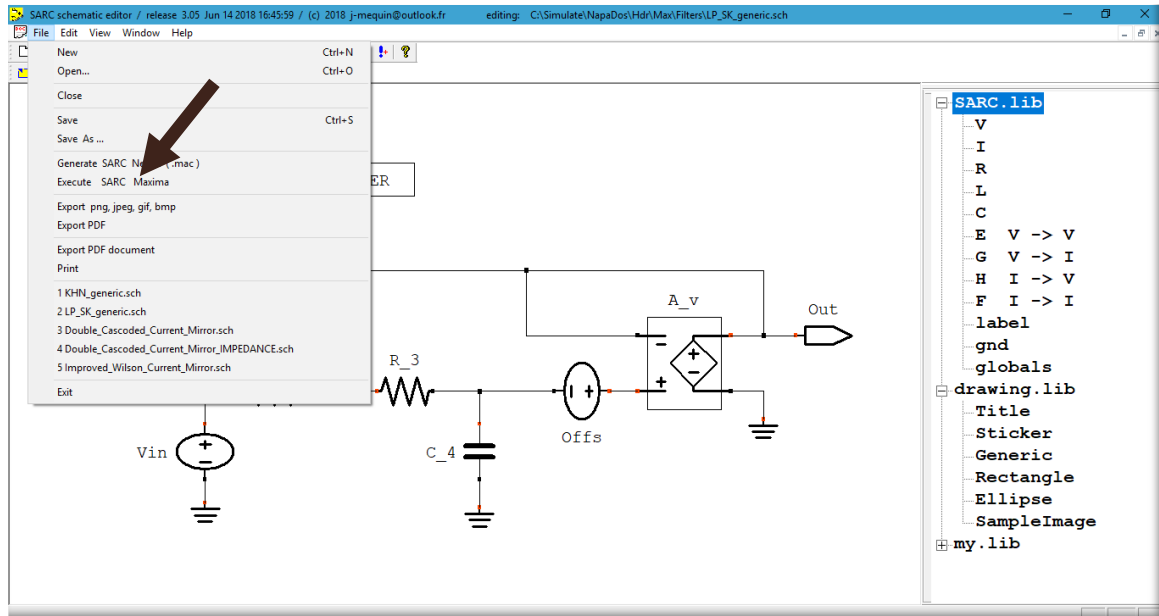 SARC schematic editor / release 3.05 Jun 14 2018 16:45:59 / (c) 2018 j-mequin@outlook.fr editing: C:\Simulate\NapaDos\Hdr\Max\Filters\LP_SK_generic.sch
File Edit View Window Help
New Ctrl+N
Open... Ctrl+O
Close
Save Ctrl+S
Save As ...
Generate SARC .mac )
Execute SARC Maxima
Export png, jpeg, gif, bmp
Export PDF
Export PDF document
Print
1 KHN_generic.sch
2 LP_SK_generic.sch
3 Double_Cascoded_Current_Mirror.sch
4 Double_Cascoded_Current_Mirror_IMPEDANCE.sch
5 Improved_Wilson_Current_Mirror.sch
Exit
ER
A_v
Out
R_3
Offs
Vin
C_4
SARC.lib
V
I
R
L
C
E V -> V
G V -> I
H I -> V
F I -> I
label
gnd
globals
drawing.lib
Title
Sticker
Generic
Rectangle
Ellipse
SampleImage
my.lib